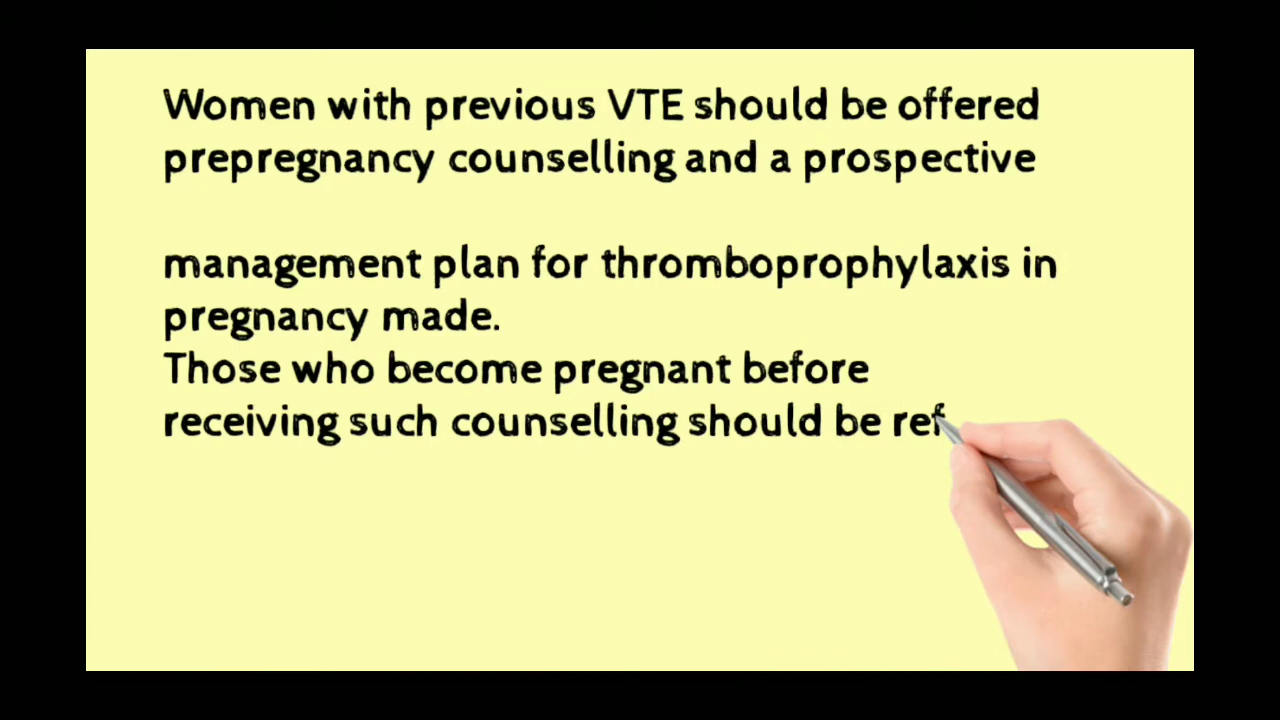 Women with previous VTE should be offered
prepregnancy counselling and a prospective
management plan for thromboprophylaxis in
pregnancy made.
Those who become pregnant before
receiving such counselling should be ref